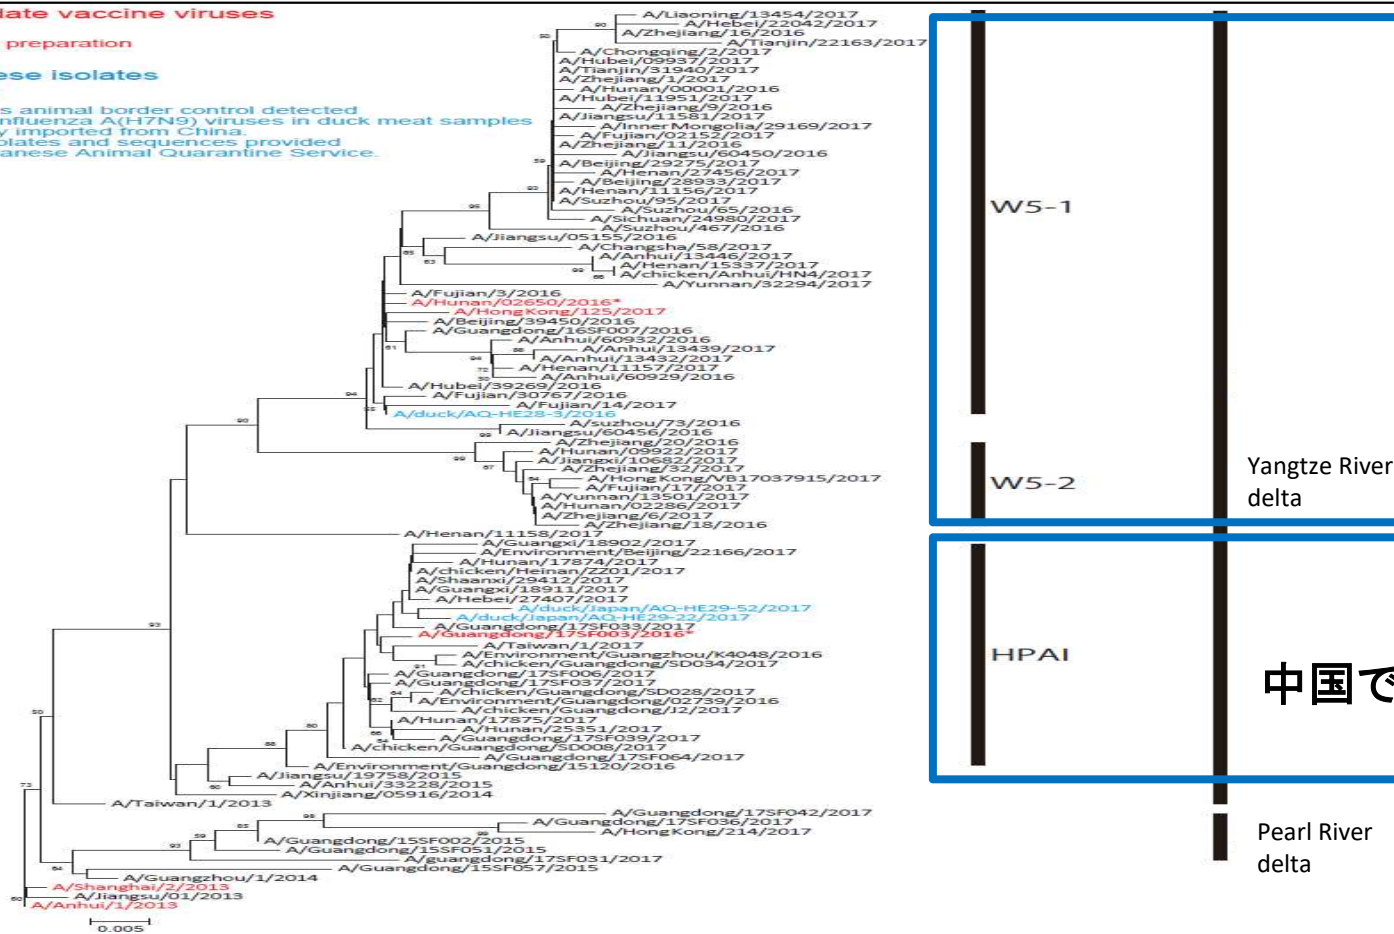 date vaccine viruses
preparation
ese isolates
s animal border control detected
nfluenza A(H7N9) viruses in duck meat samples
y imported from China.
olates and sequences provided
anese Animal Quarantine Service.
A/Liaoning/13454/2017
A/Hebei/22042/2017
A/Zhejiang/16/2016
A/Tianjin/22163/2017
A/Chongqing/2/2017
A/Hubei/09937/2017
A/Tianjin/31940/2017
A/Zhejiang/1/2017
A/Hunan/00001/2016
A/Hubei/11951/2017
A/Zhejiang/9/2016
A/Jiangsu/11581/2017
A/InnerMongolia/29169/2017
A/Fujian/02152/2017
A/Zhejiang/11/2016
A/Jiangsu/60450/2016
A/Beijing/29275/2017
A/Henan/27456/2017
A/Beijing/28933/2017
A/Henan/11156/2017
A/Suzhou/95/2017
A/Suzhou/65/2016
A/Sichuan/24980/2017
A/Suzhou/467/2016
A/Jiangsu/05155/2016
A/Changsha/58/2017
A/Anhui/13446/2017
A/Henan/15337/2017
A/chicken/Anhui/HN4/2017
A/Yunnan/32294/2017
A/Fujian/3/2016
A/Hunan/02650/2016*
A/HongKong/125/2017
A/Beijing/39450/2016
A/Guangdong/16SF007/2016
A/Anhui/60932/2016
A/Anhui/13439/2017
A/Anhui/13432/2017
A/Henan/11157/2017
A/Anhui/60929/2016
A/Hubei/39269/2016
A/Fujian/30767/2016
A/Fujian/14/2017
A/duck/AQ-HE28-3/2016
A/suzhou/73/2016
A/Jiangsu/60456/2016
A/Zhejiang/20/2016
A/Hunan/09922/2017
A/Jiangxi/10682/2017
A/Zhejiang/32/2017
A/HongKong/VB17037915/2017
A/Fujian/17/2017
A/Yunnan/13501/2017
A/Hunan/02286/2017
A/Zhejiang/6/2017
A/Zhejiang/18/2016
A/Henan/11158/2017
A/Guangxi/18902/2017
A/Environment/Beijing/22166/2017
A/Hunan/17874/2017
A/chicken/Heinan/ZZ01/2017
A/Shaanxi/29412/2017
A/Guangxi/18911/2017
A/Hebei/27407/2017
A/duck/Japan/AQ-HE29-52/2017
A/duck/Japan/AQ-HE29-22/2017
A/Guangdong/17SF033/2017
A/Guangdong/17SF003/2016*
A/Taiwan/1/2017
A/Environment/Guangzhou/K4048/2016
A/chicken/Guangdong/SD034/2017
A/Guangdong/17SF006/2017
A/Guangdong/17SF037/2017
A/chicken/Guangdong/SD028/2017
A/Environment/Guangdong/02739/2016
A/chicken/Guangdong/J2/2017
A/Hunan/17875/2017
A/Hunan/25351/2017
A/Guangdong/17SF039/2017
A/chicken/Guangdong/SD008/2017
A/Guangdong/17SF064/2017
A/Environment/Guangdong/15120/2016
A/Jiangsu/19758/2015
A/Anhui/33228/2015
A/Xinjiang/05916/2014
A/Taiwan/1/2013
A/Guangdong/17SF042/2017
A/Guangdong/17SF036/2017
A/HongKong/214/2017
A/Guangdong/15SF002/2015
A/Guangdong/15SF051/2015
A/guangdong/17SF031/2017
A/Guangdong/15SF057/2015
A/Guangzhou/1/2014
A/Shanghai/2/2013
A/Jiangsu/01/2013
A/Anhui/1/2013
0.005
W5-1
W5-2
HPAI
Yangtze River
delta
中国で
Pearl River
delta